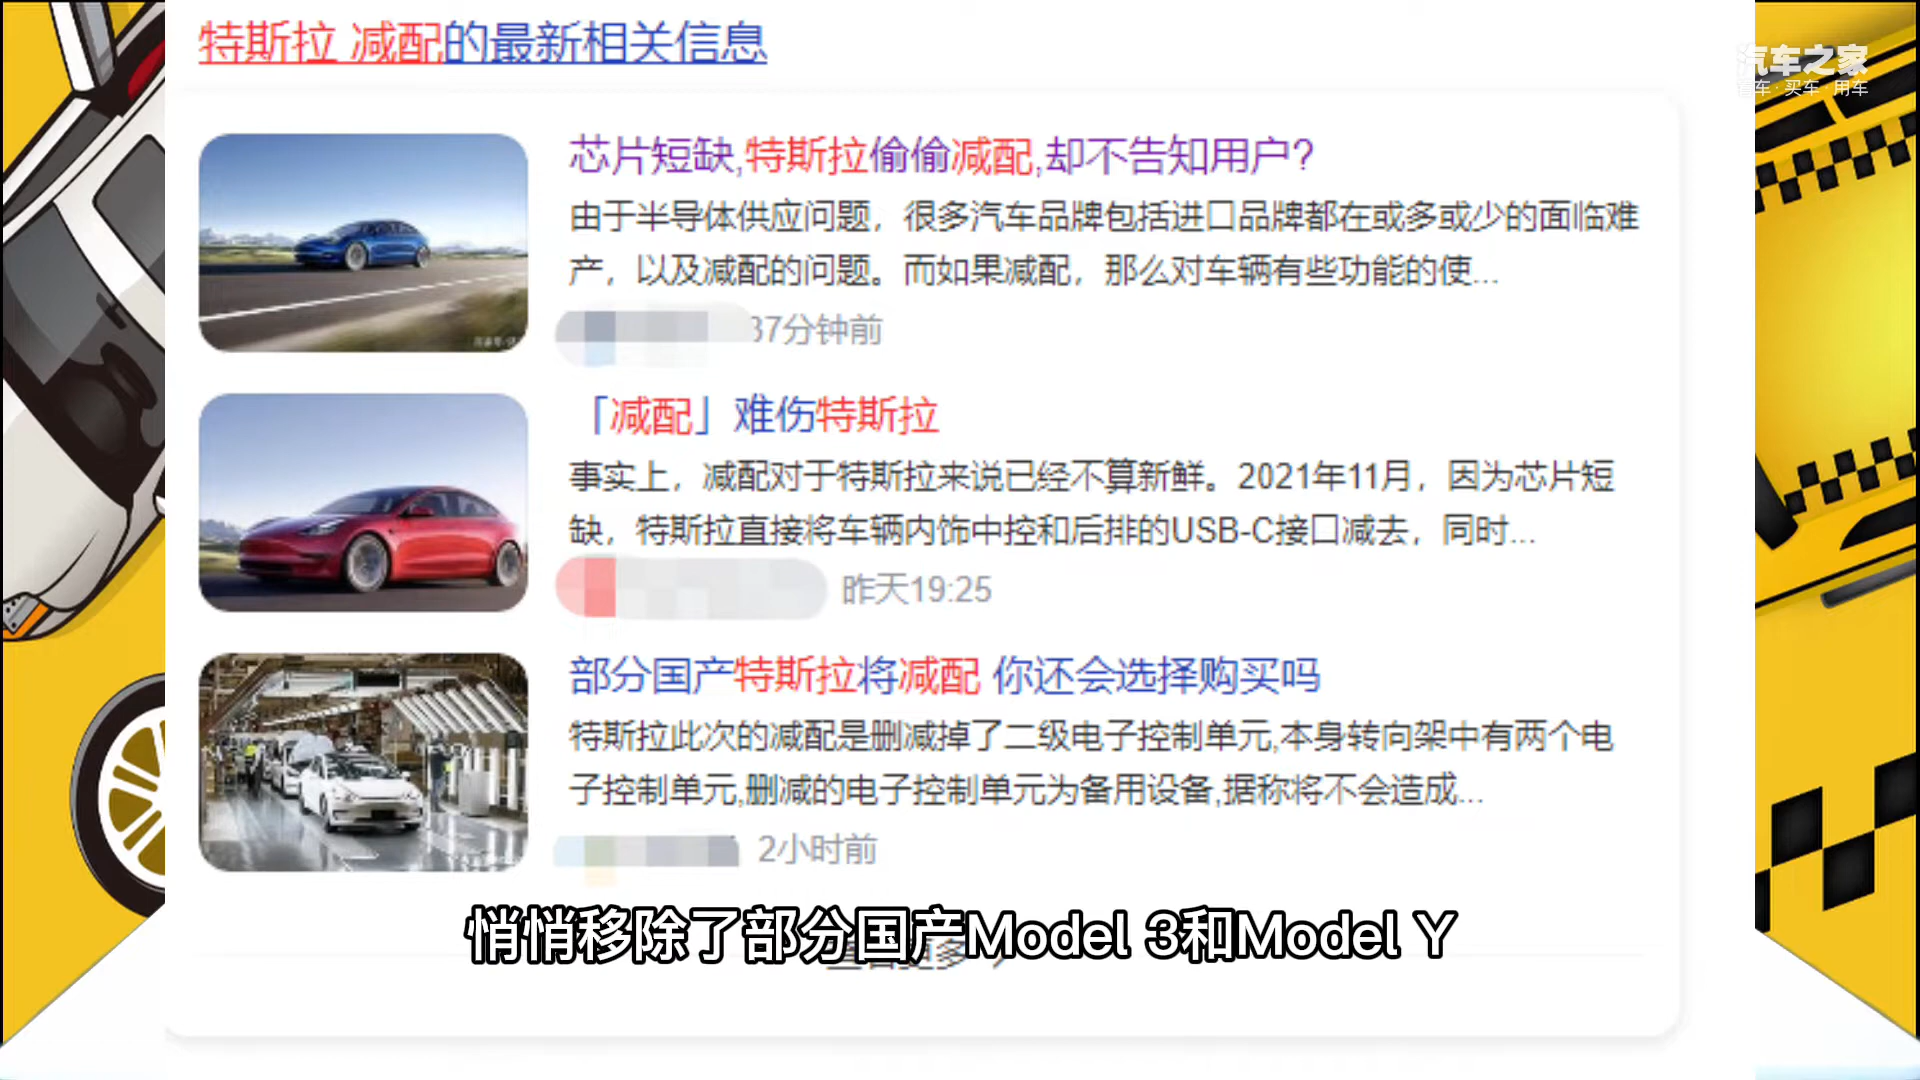 特斯拉 减配的最新相关信息
汽车之家
看车·买车·用车
芯片短缺,特斯拉偷偷减配,却不告知用户?
由于半导体供应问题，很多汽车品牌包括进口品牌都在或多或少的面临难
产，以及减配的问题。而如果减配，那么对车辆有些功能的使...
37分钟前
「减配」难伤特斯拉
事实上，减配对于特斯拉来说已经不算新鲜。2021年11月，因为芯片短
缺，特斯拉直接将车辆内饰中控和后排的USB-C接口减去，同时...
昨天19:25
部分国产特斯拉将减配 你还会选择购买吗
特斯拉此次的减配是删减掉了二级电子控制单元,本身转向架中有两个电
子控制单元,删减的电子控制单元为备用设备,据称将不会造成...
2小时前
悄悄移除了部分国产Model 3和Model Y